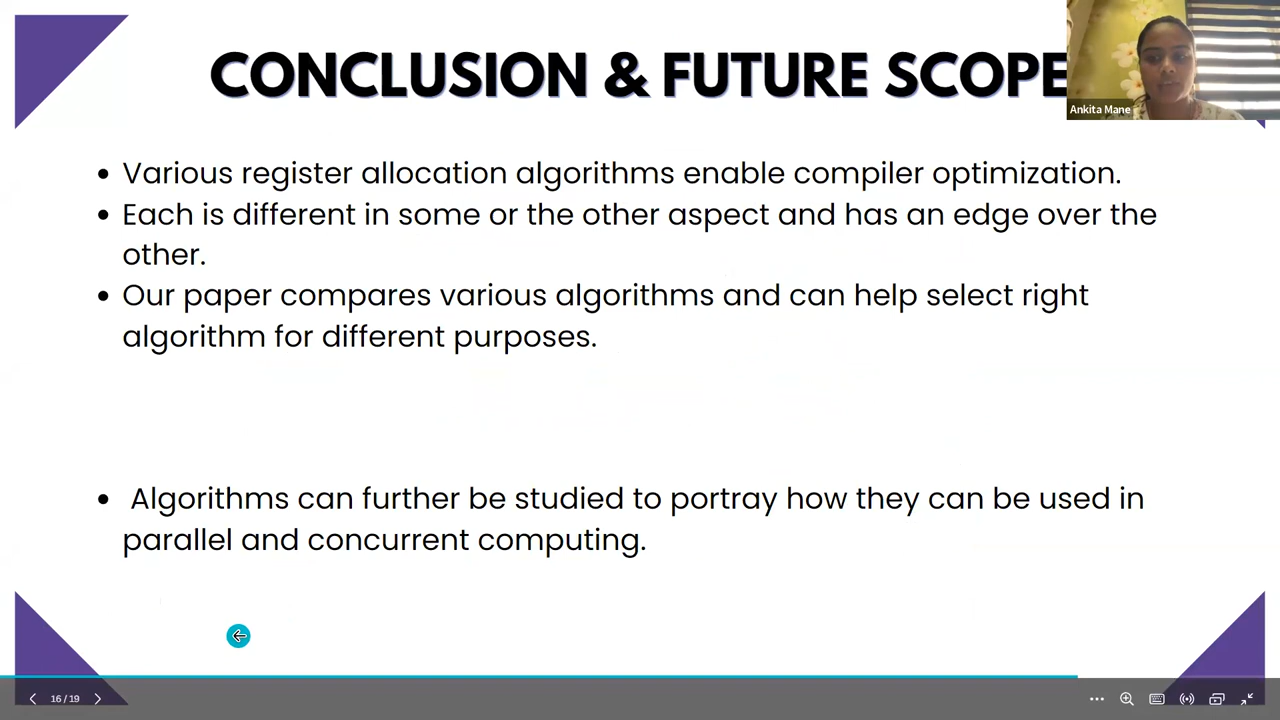 CONCLUSION & FUTURE SCOPE
Ankita Mane
• Various register allocation algorithms enable compiler optimization.
• Each is different in some or the other aspect and has an edge over the
other.
• Our paper compares various algorithms and can help select right
algorithm for different purposes.
• Algorithms can further be studied to portray how they can be used in
parallel and concurrent computing.
16 / 19